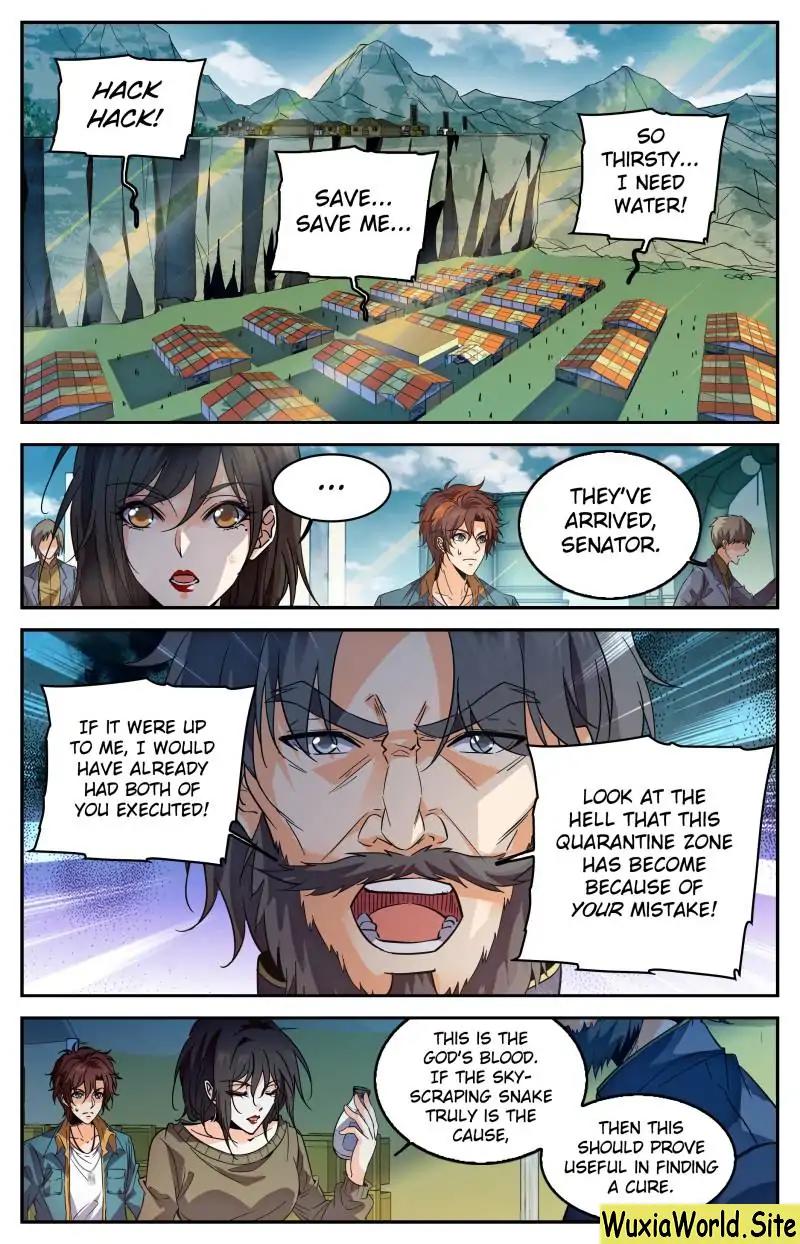 HACK
HACK!
SAVE...
SAVE ME...
SO
THIRSTY...
I NEED
WATER!
...
THEY'VE
ARRIVED,
SENATOR.
IF IT WERE UP
TO ME, I WOULD
HAVE ALREADY
HAD BOTH OF
YOU EXECUTED!
LOOK AT THE
HELL THAT THIS
QUARANTINE ZONE
HAS BECOME
BECAUSE OF
YOUR MISTAKE!
THIS IS THE
GOD'S BLOOD.
IF THE SKY-
SCRAPING SNAKE
TRULY IS THE
CAUSE,
THEN THIS
SHOULD PROVE
USEFUL IN FINDING
A CURE.
WuxiaWorld.Site